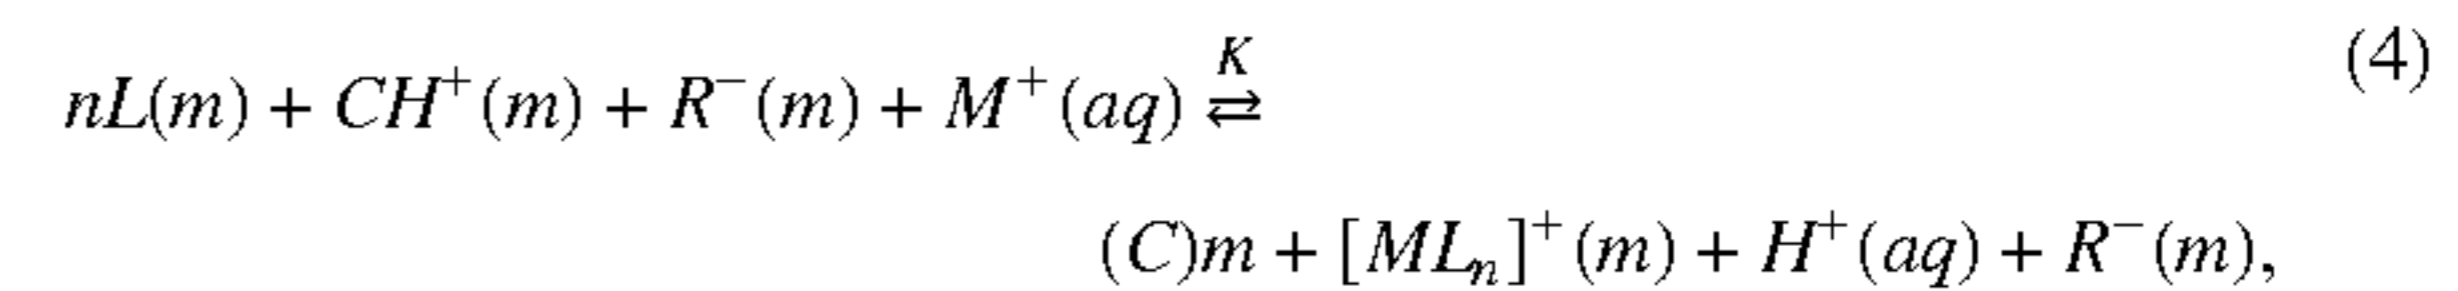 nL(m) + CH⁺(m) + R⁻(m) + M⁺(aq) K⇄ (4)
(C)m + [MLₙ]⁺(m) + H⁺(aq) + R⁻(m),